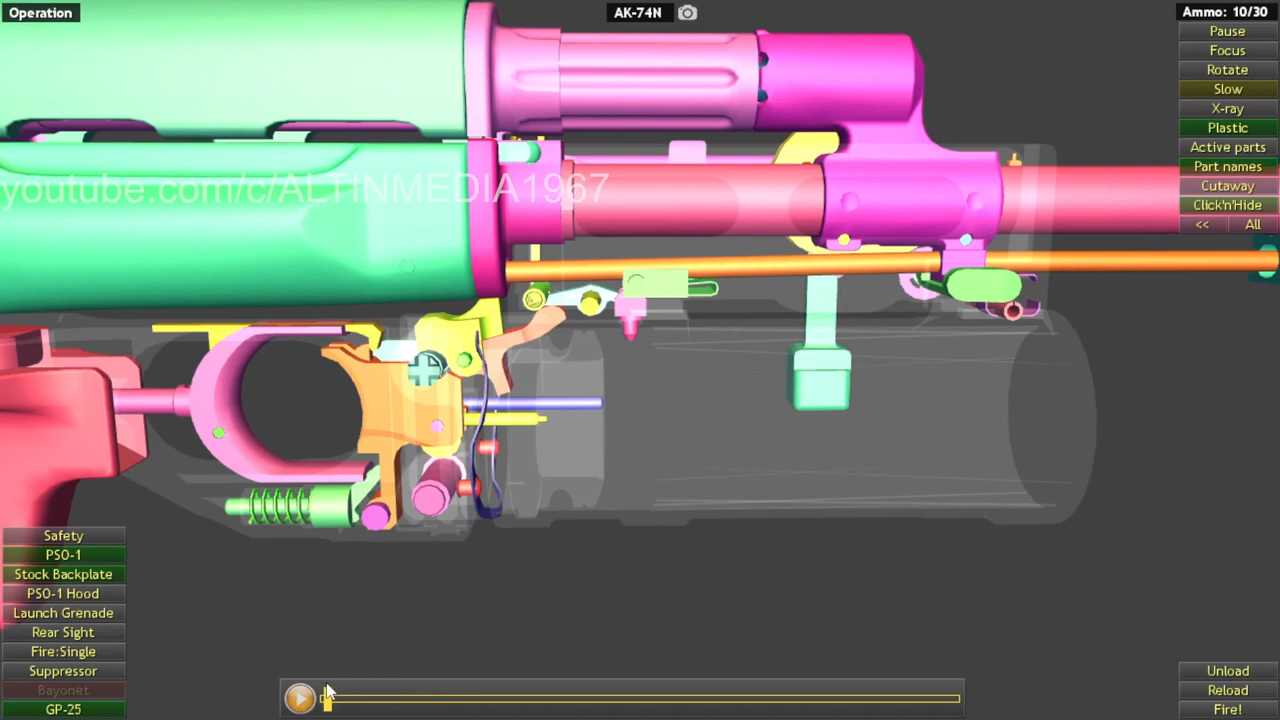 Operation
AK-74N
Ammo: 10/30
Pause
Focus
Rotate
Slow
X-ray
Plastic
Active parts
Part names
Cutaway
Click'n'Hide
<< All
youtube.com/c/ALTINMEDIA1967
Safety
PSO-1
Stock Backplate
PSO-1 Hood
Launch Grenade
Rear Sight
Fire:Single
Suppressor
Bayonet
GP-25
Unload
Reload
Fire!